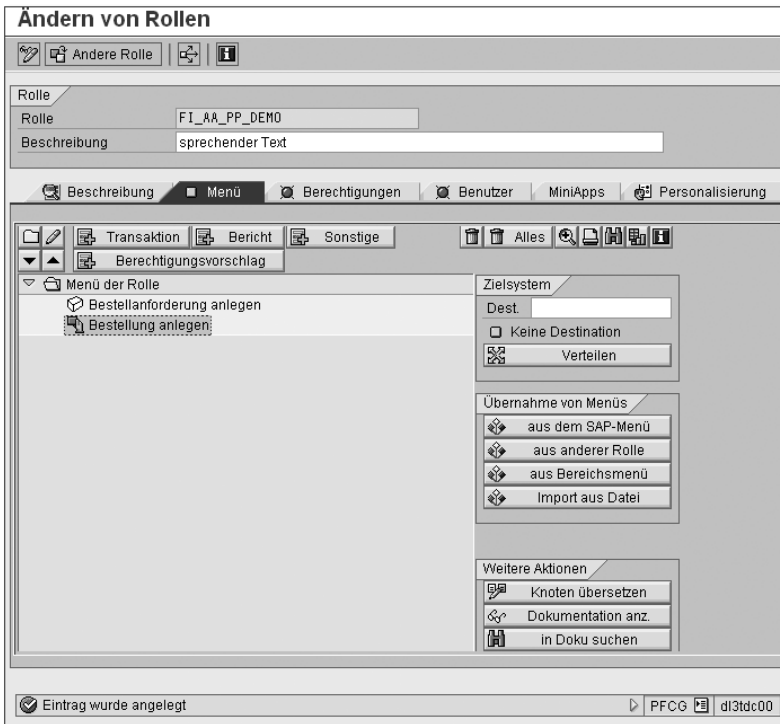 Ändern von Rollen
Andere Rolle
Rolle
Rolle FI_AA_PP_DEMO
Beschreibung sprechender Text
Beschreibung Menü Berechtigungen Benutzer MiniApps Personalisierung
Transaktion Bericht Sonstige Alles
Berechtigungsvorschlag
Menü der Rolle
Bestellanforderung anlegen
Bestellung anlegen
Zielsystem
Dest.
Keine Destination
Verteilen
Übernahme von Menüs
aus dem SAP-Menü
aus anderer Rolle
aus Bereichsmenü
Import aus Datei
Weitere Aktionen
Knoten übersetzen
Dokumentation anz.
in Doku suchen
Eintrag wurde angelegt PFCG dl3tdc00